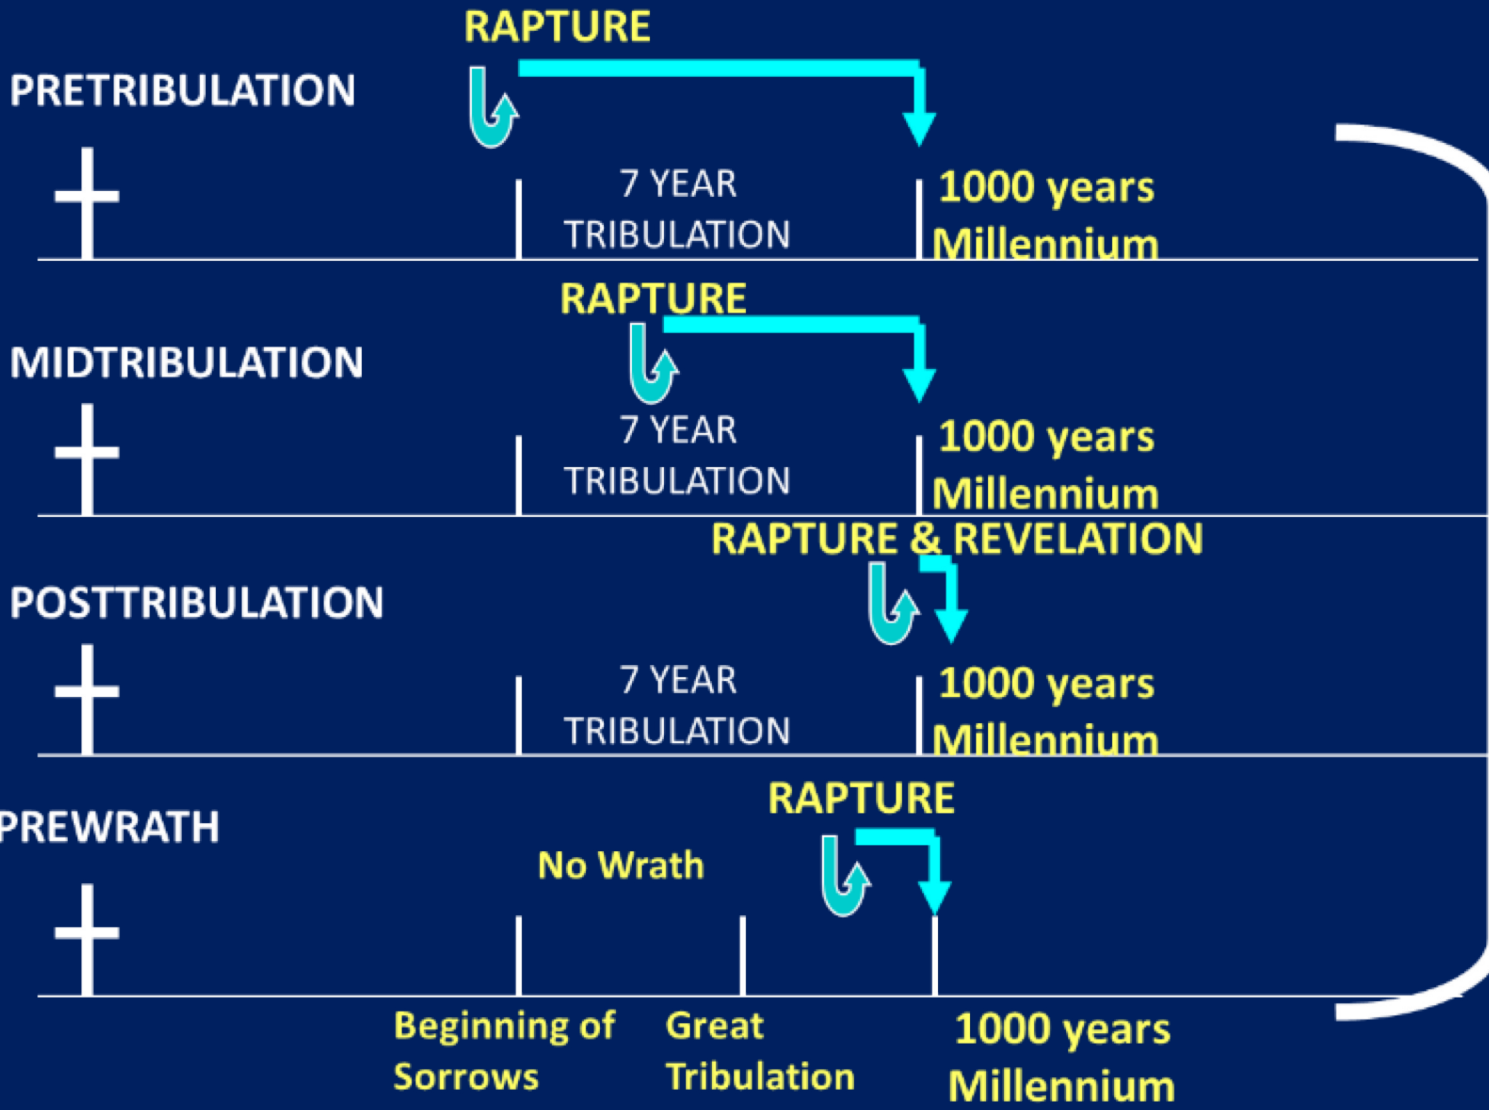 RAPTURE
PRETRIBULATION
7 YEAR
TRIBULATION
1000 years
Millennium
RAPTURE
MIDTRIBULATION
7 YEAR
TRIBULATION
1000 years
Millennium
RAPTURE & REVELATION
POSTTRIBULATION
7 YEAR
TRIBULATION
1000 years
Millennium
RAPTURE
PREWRATH
No Wrath
Beginning of
Sorrows
Great
Tribulation
1000 years
Millennium